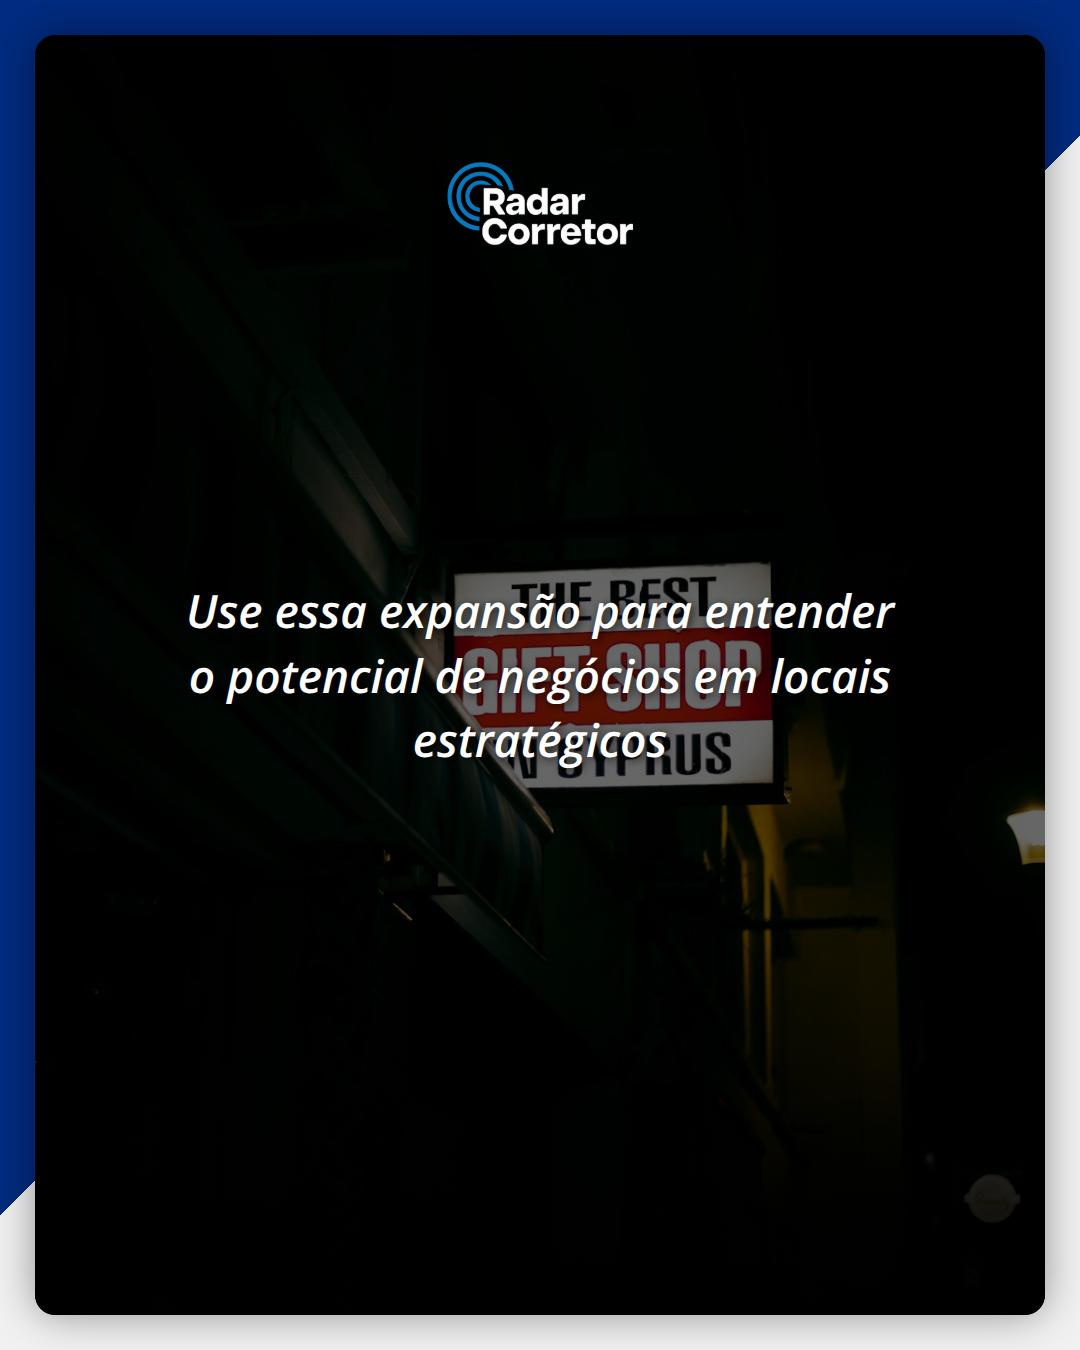 Radar
Corretor
THE BEST
Use essa expansão para entender
GIFT SHOP
o potencial de negócios em locais
IN CYPRUS
estratégicos